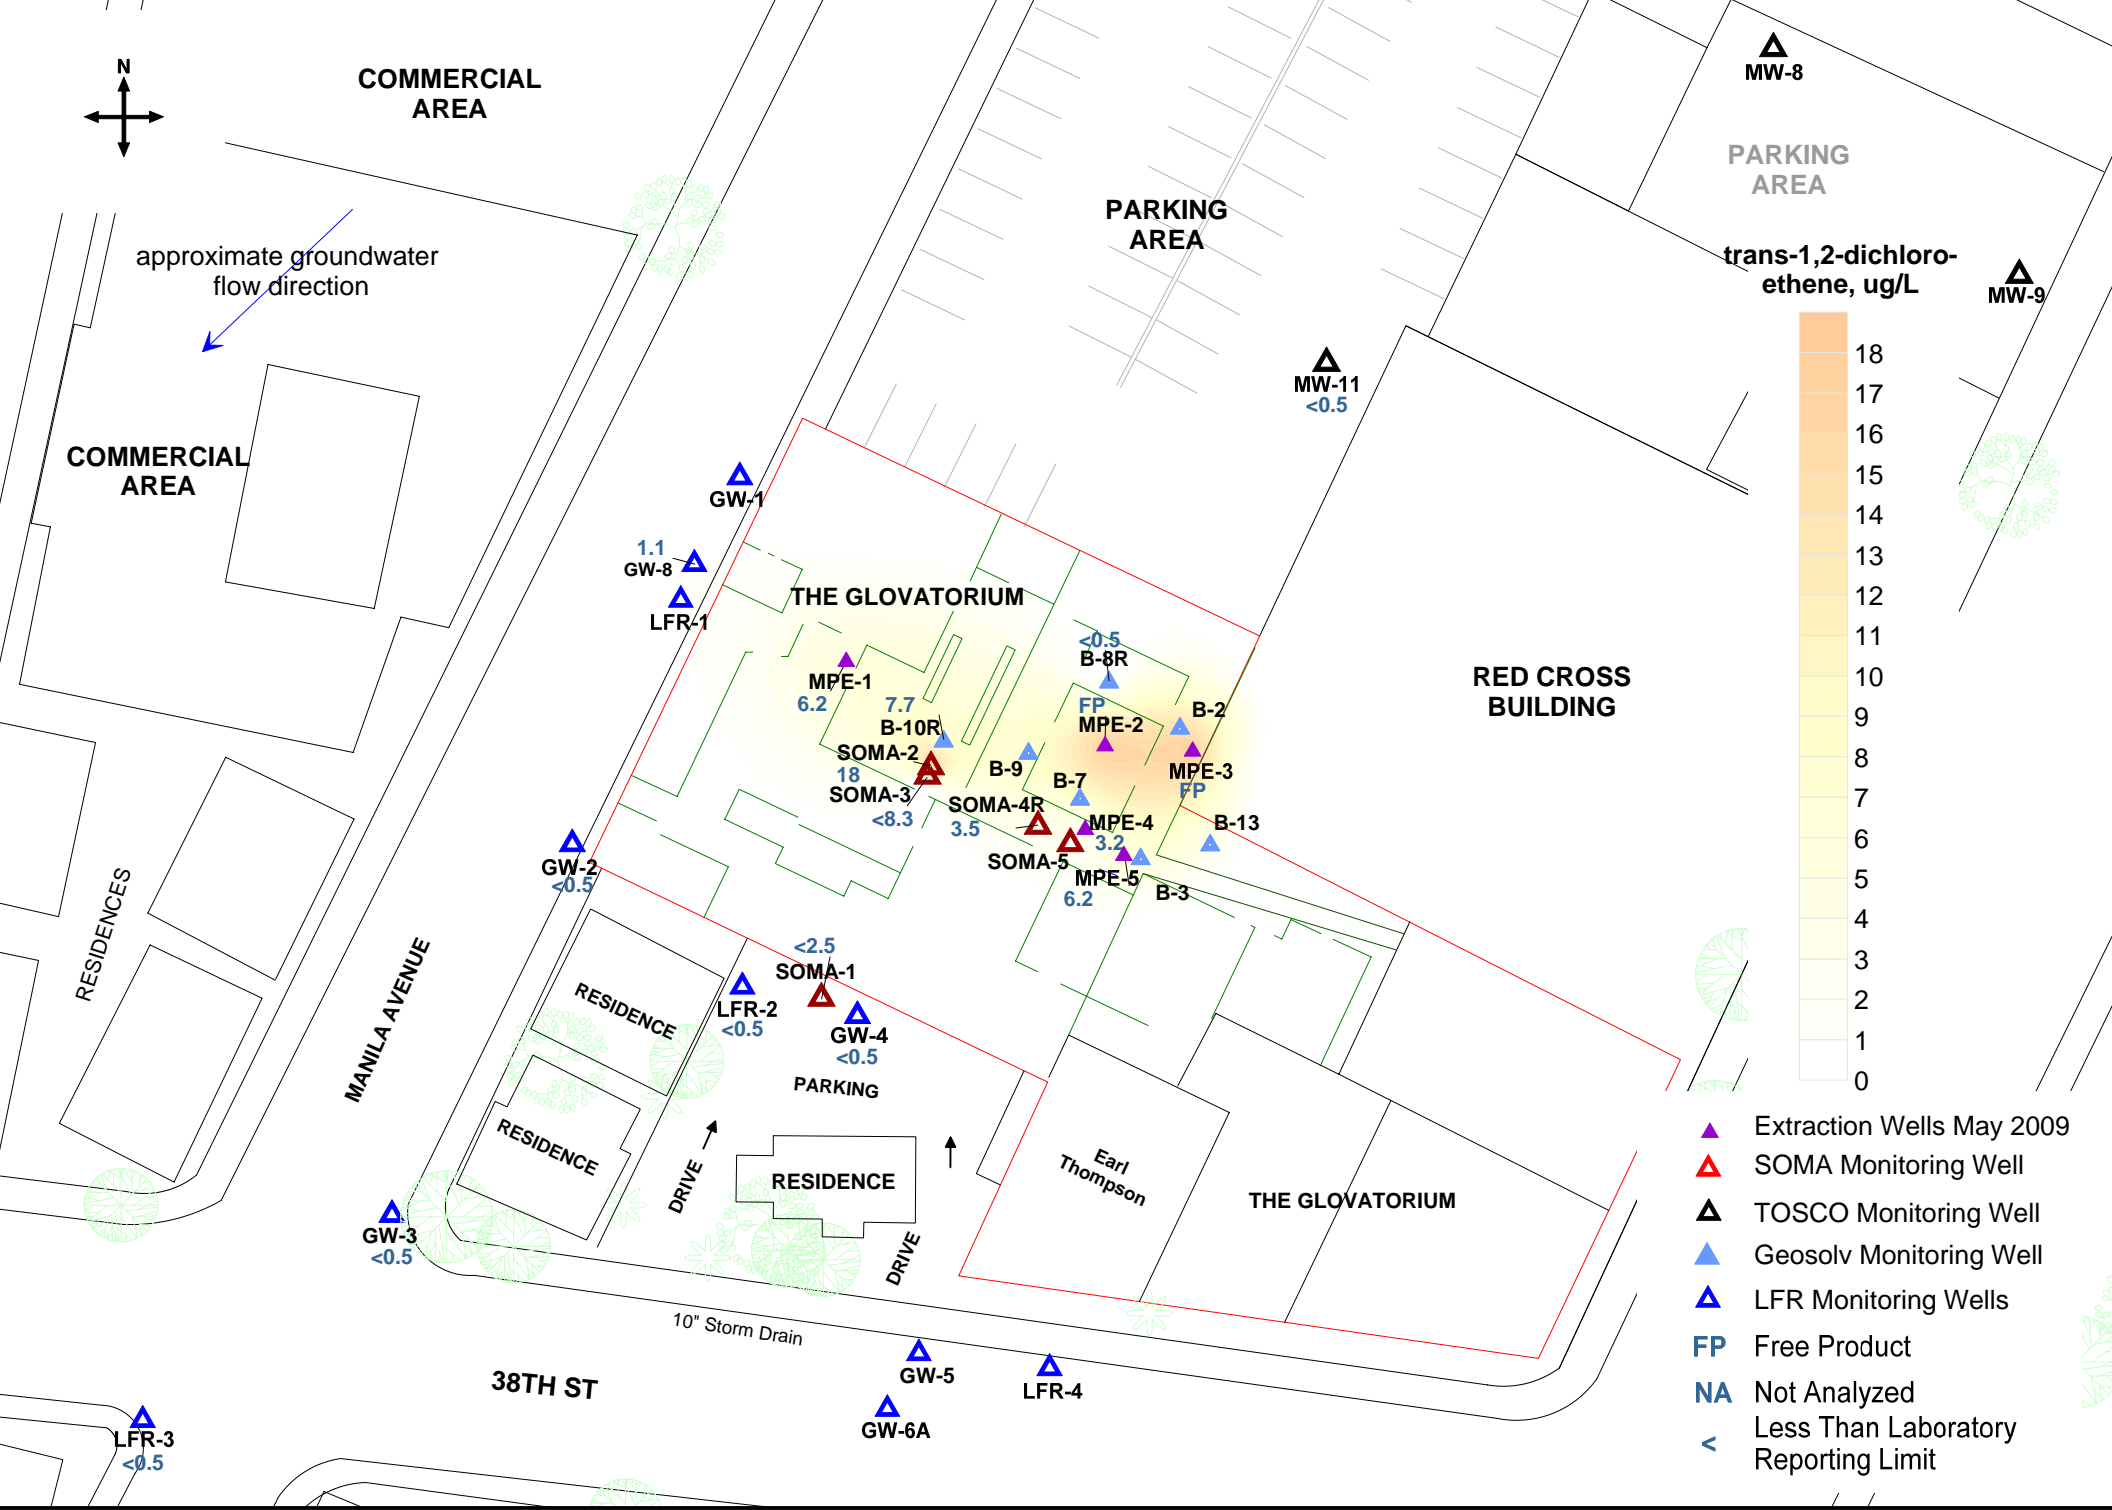 N
COMMERCIAL
AREA
MW-8
PARKING
AREA
PARKING
AREA
approximate groundwater
flow direction
trans-1,2-dichloro-
ethene, ug/L
MW-9
18
17
16
15
14
13
12
11
10
9
8
7
6
5
4
3
2
1
0
MW-11
<0.5
COMMERCIAL
AREA
GW-1
1.1
GW-8
LFR-1
THE GLOVATORIUM
<0.5
B-8R
MPE-1
6.2
7.7
B-10R
FP
MPE-2
B-2
RED CROSS
BUILDING
SOMA-2
18
B-9
MPE-3
FP
B-7
SOMA-3
<8.3
SOMA-4R
3.5
MPE-4
3.2
B-13
SOMA-5
MPE-5
6.2
B-3
GW-2
<0.5
RESIDENCES
MANILA AVENUE
<2.5
SOMA-1
RESIDENCE
LFR-2
<0.5
GW-4
<0.5
PARKING
RESIDENCE
DRIVE
RESIDENCE
DRIVE
Earl
Thompson
THE GLOVATORIUM
GW-3
<0.5
10" Storm Drain
38TH ST
GW-5
LFR-4
GW-6A
LFR-3
<0.5
Extraction Wells May 2009
SOMA Monitoring Well
TOSCO Monitoring Well
Geosolv Monitoring Well
LFR Monitoring Wells
FP Free Product
NA Not Analyzed
< Less Than Laboratory
Reporting Limit